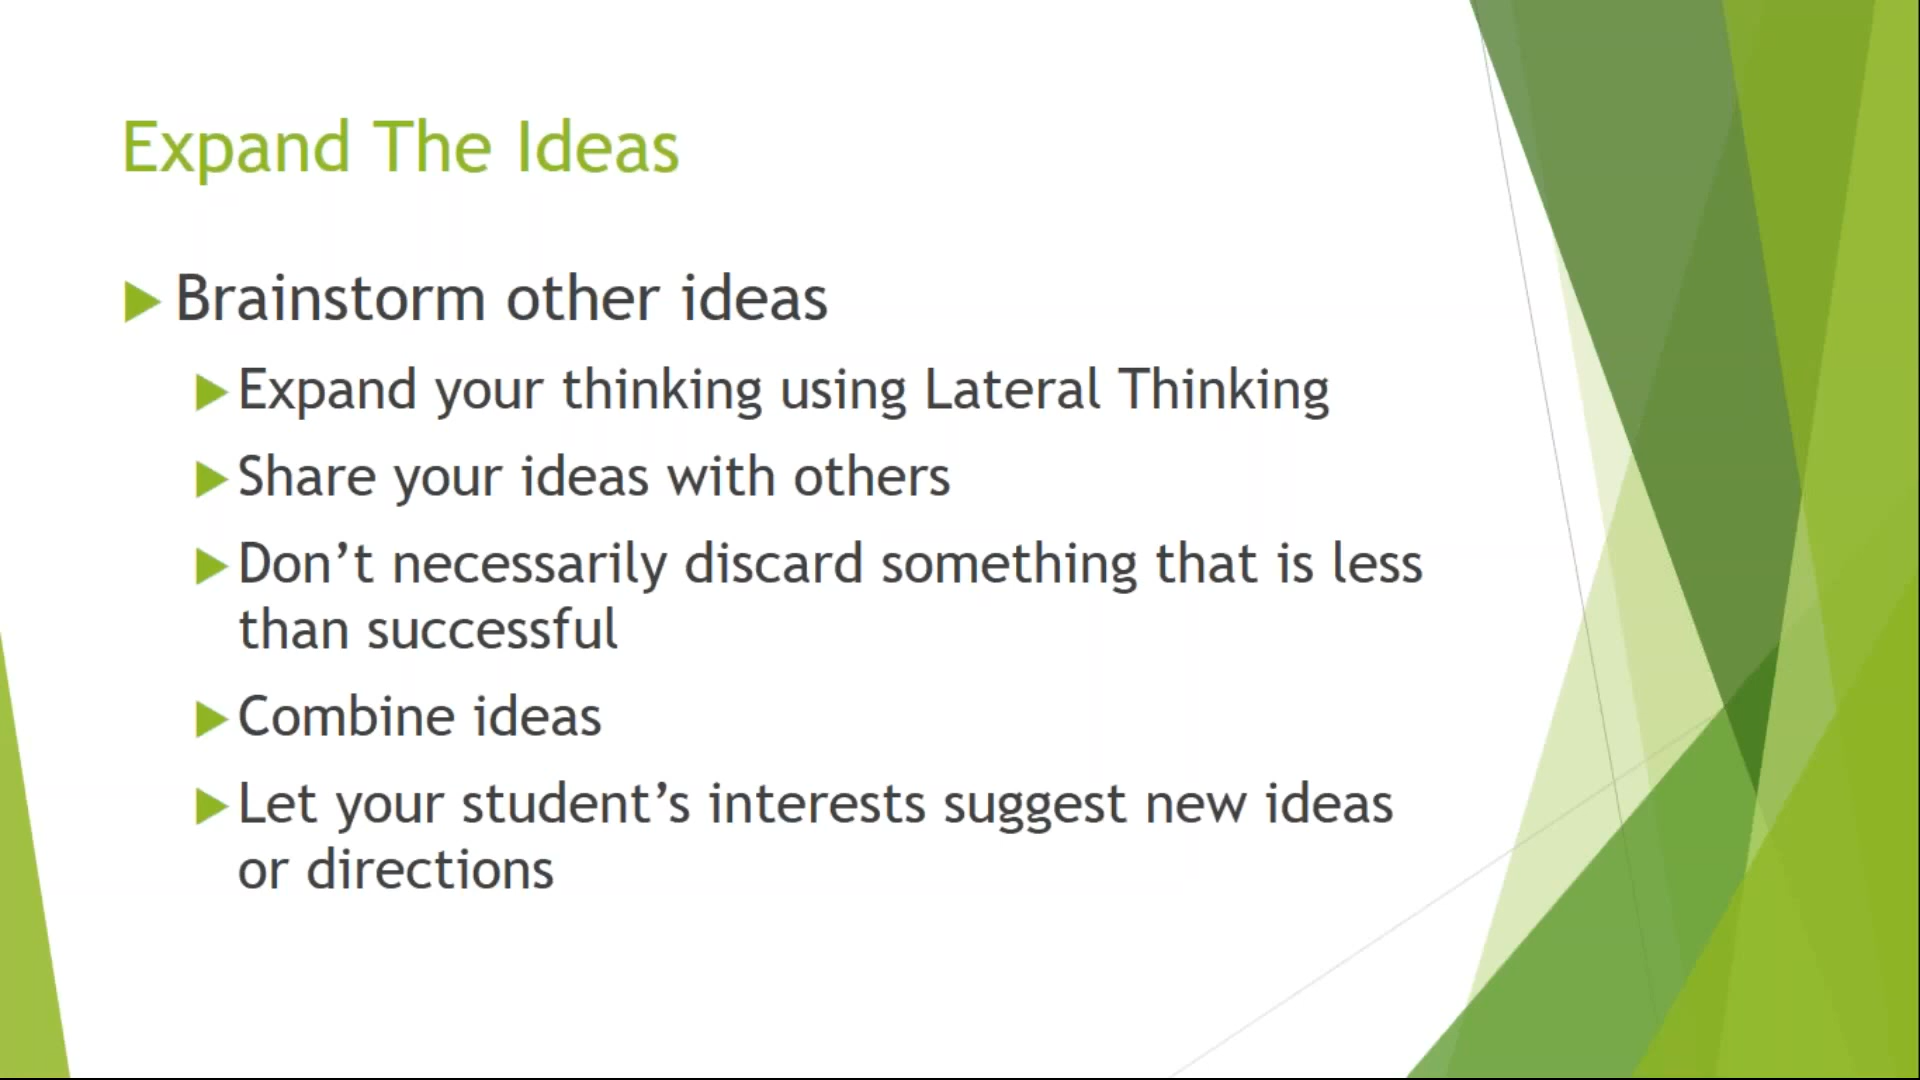 Expand The Ideas
Brainstorm other ideas
Expand your thinking using Lateral Thinking
Share your ideas with others
Don’t necessarily discard something that is less
than successful
Combine ideas
Let your student’s interests suggest new ideas
or directions